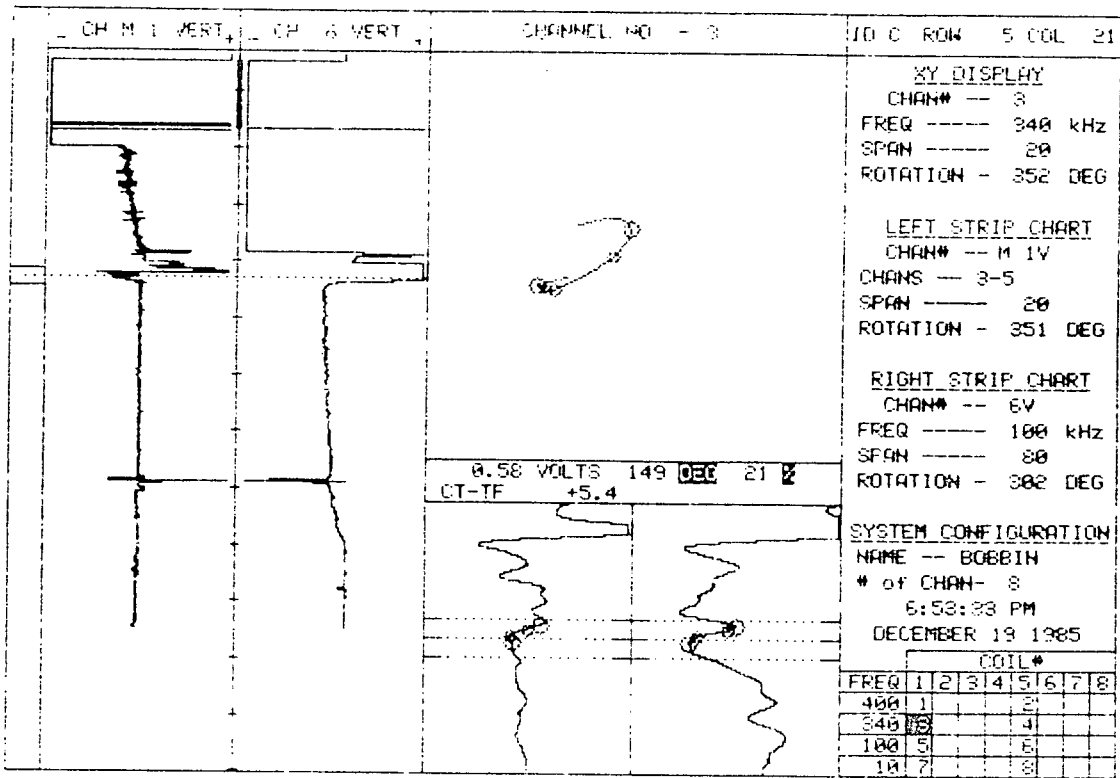 _ CH M 1 VERT +
_ CH 6 VERT +
CHANNEL NO - 3
ID C ROW 5 COL 21
XY DISPLAY
CHAN# -- 3
FREQ ----- 340 kHz
SPAN ----- 20
ROTATION - 352 DEG
LEFT STRIP CHART
CHAN# -- M 1V
CHANS -- 3-5
SPAN ----- 20
ROTATION - 351 DEG
RIGHT STRIP CHART
CHAN# -- 6V
FREQ ----- 100 kHz
SPAN ----- 80
ROTATION - 302 DEG
0.58 VOLTS 149 DEG 21 %
CT-TF +5.4
SYSTEM CONFIGURATION
NAME -- BOBBIN
# of CHAN- 8
6:53:33 PM
DECEMBER 19 1985
COIL#
FREQ 1 2 3 4 5 6 7 8
400 1 2
340 3 4
100 5 6
10 7 8